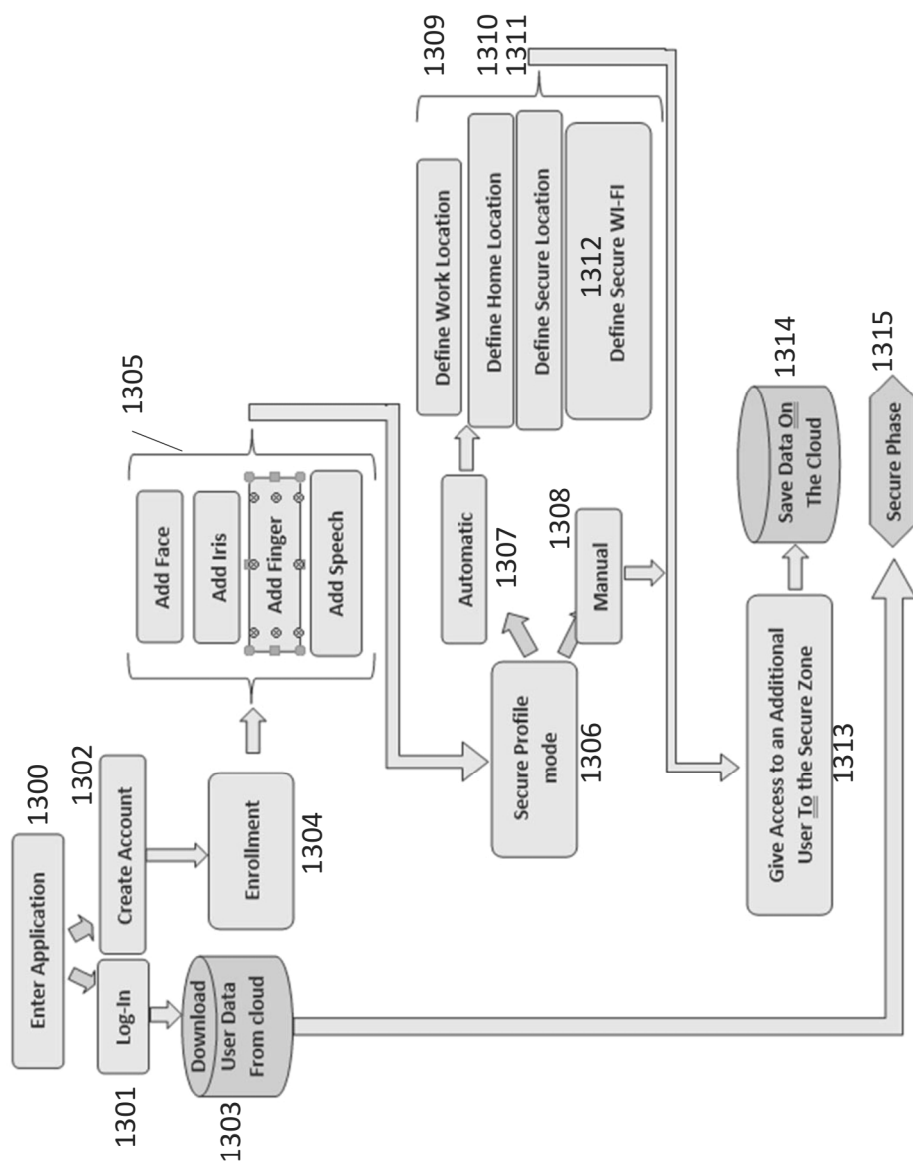 1300
Enter Application
1302
1301
Log-In
Create Account
1303
Download
User Data
From cloud
Enrollment
1304
1305
Add Face
Add Iris
Add Finger
Add Speech
Secure Profile
mode
1306
Automatic
1307
1308
Manual
1309
Define Work Location
1310
Define Home Location
1311
Define Secure Location
1312
Define Secure WI-FI
Give Access to an Additional
User To the Secure Zone
1313
1314
Save Data On
The Cloud
1315
Secure Phase